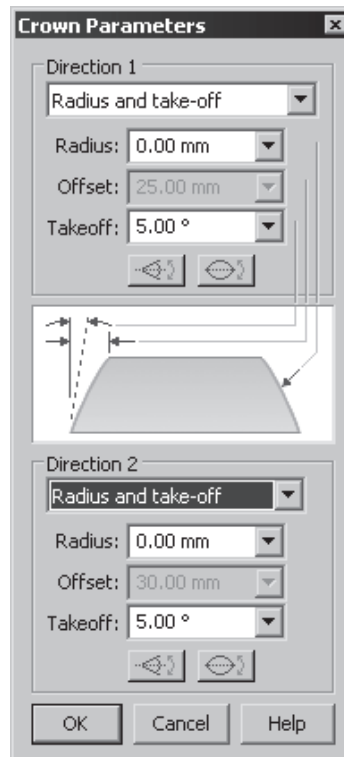 Crown Parameters
Direction 1
Radius and take-off
Radius: 0.00 mm
Offset: 25.00 mm
Takeoff: 5.00 °
Direction 2
Radius and take-off
Radius: 0.00 mm
Offset: 30.00 mm
Takeoff: 5.00 °
OK Cancel Help